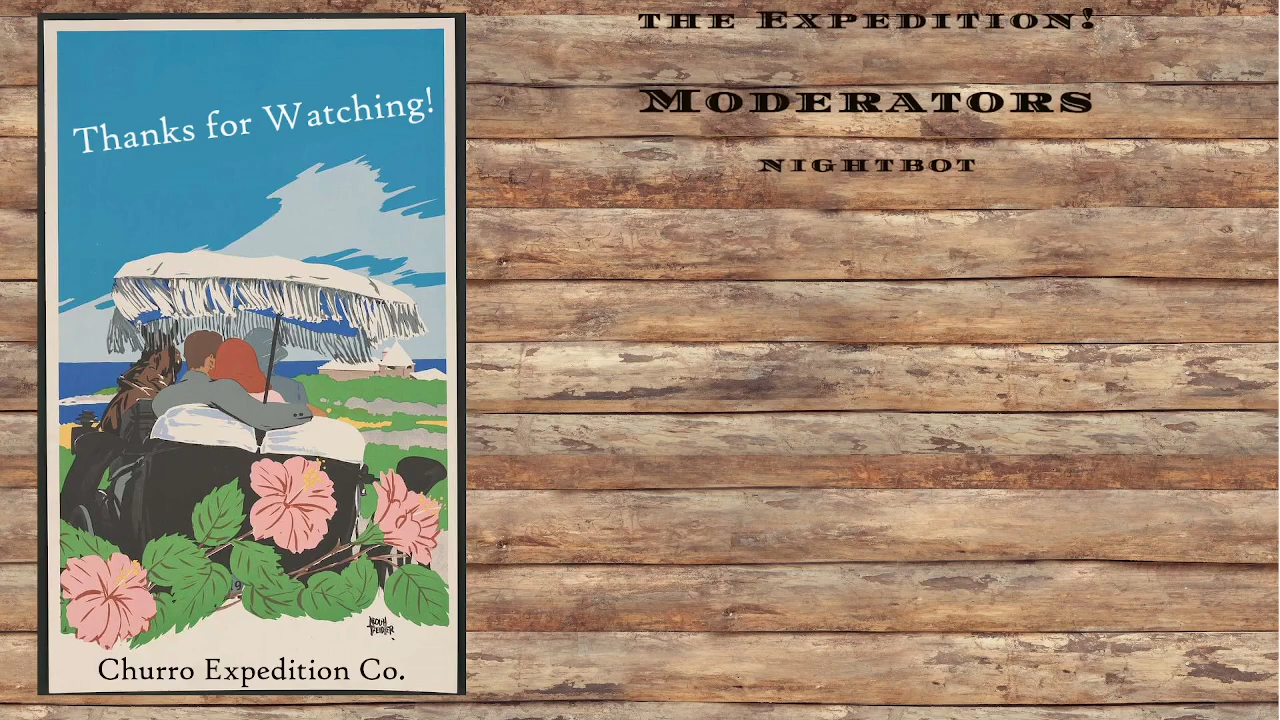 Thanks for Watching!
Churro Expedition Co.
the Expedition!
Moderators
nightbot